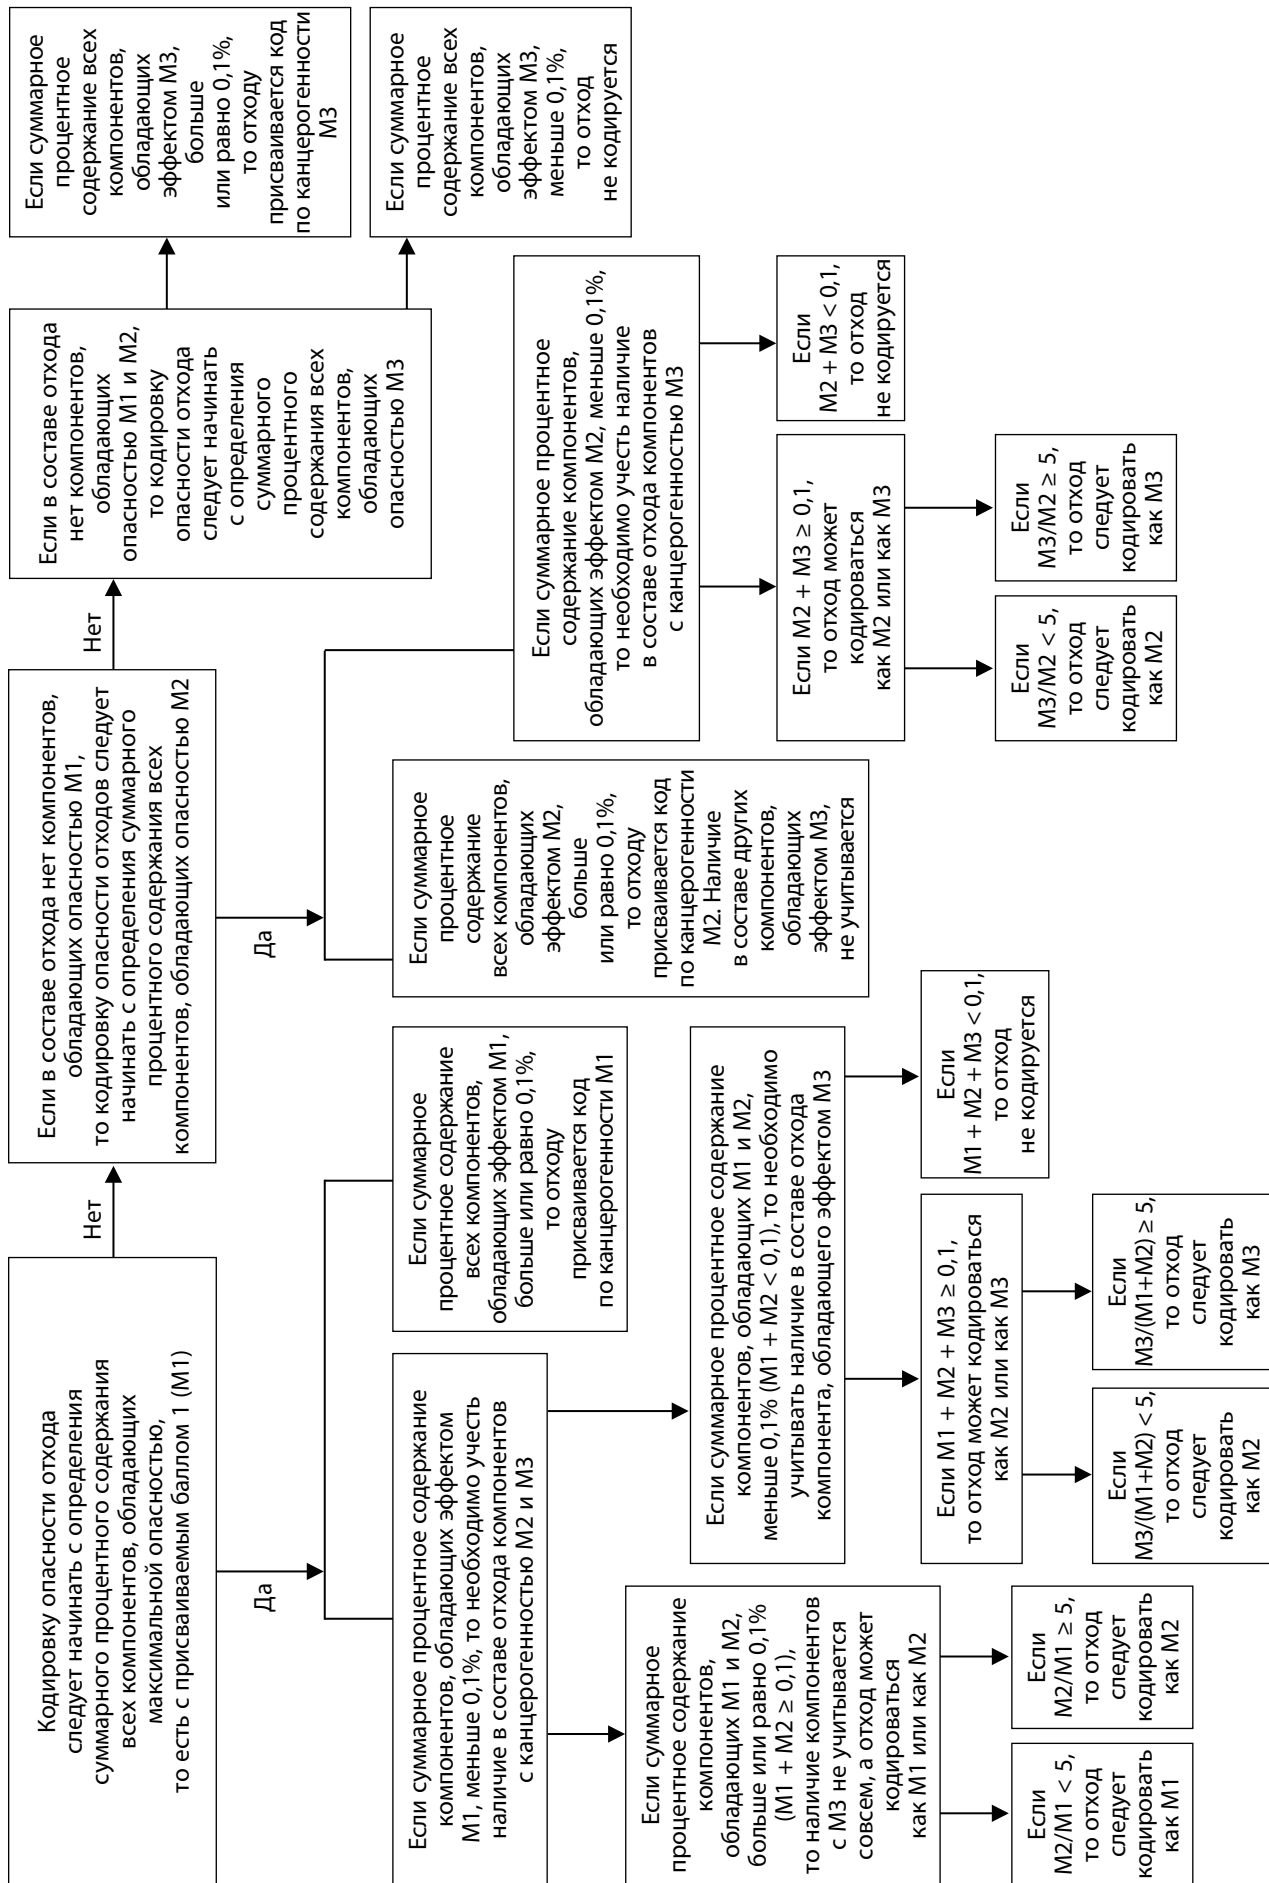 Кодировку опасности отхода
следует начинать с определения
суммарного процентного содержания
всех компонентов, обладающих
максимальной опасностью,
то есть с присваиваемым баллом 1 (М1)
Нет
Если в составе отхода нет компонентов,
обладающих опасностью М1,
то кодировку опасности отходов следует
начинать с определения суммарного
процентного содержания всех
компонентов, обладающих опасностью М2
Нет
Если в составе отхода
нет компонентов,
обладающих
опасностью М1 и М2,
то кодировку
опасности отхода
следует начинать
с определения
суммарного
процентного
содержания всех
компонентов,
обладающих
опасностью М3
Если суммарное
процентное
содержание всех
компонентов,
обладающих
эффектом М3,
больше
или равно 0,1%,
то отходу
присваивается код
по канцерогенности
М3
Если суммарное
процентное
содержание всех
компонентов,
обладающих
эффектом М3,
меньше 0,1%,
то отход
не кодируется
Да
Да
Если суммарное процентное содержание
компонентов, обладающих эффектом
М1, меньше 0,1%, то необходимо учесть
наличие в составе отхода компонентов
с канцерогенностью М2 и М3
Если суммарное
процентное содержание
всех компонентов,
обладающих эффектом М1,
больше или равно 0,1%,
то отходу
присваивается код
по канцерогенности М1
Если суммарное
процентное
содержание
всех компонентов,
обладающих
эффектом М2,
больше
или равно 0,1%,
то отходу
присваивается код
по канцерогенности
М2. Наличие
в составе других
компонентов,
обладающих
эффектом М3,
не учитывается
Если суммарное процентное
содержание компонентов,
обладающих эффектом М2, меньше 0,1%,
то необходимо учесть наличие
в составе отхода компонентов
с канцерогенностью М3
Если суммарное
процентное содержание
компонентов,
обладающих М1 и М2,
больше или равно 0,1%
(М1 + М2 ≥ 0,1),
то наличие компонентов
с М3 не учитывается
совсем, а отход может
кодироваться
как М1 или как М2
Если суммарное процентное содержание
компонентов, обладающих М1 и М2,
меньше 0,1% (М1 + М2 < 0,1), то необходимо
учитывать наличие в составе отхода
компонента, обладающего эффектом М3
Если М2 + М3 ≥ 0,1,
то отход может
кодироваться
как М2 или как М3
Если
М2 + М3 < 0,1,
то отход
не кодируется
Если М1 + М2 + М3 ≥ 0,1,
то отход может кодироваться
как М2 или как М3
Если
М1 + М2 + М3 < 0,1,
то отход
не кодируется
Если
М3/М2 < 5,
то отход
следует
кодировать
как М2
Если
М3/М2 ≥ 5,
то отход
следует
кодировать
как М3
Если
М2/М1 < 5,
то отход
следует
кодировать
как М1
Если
М2/М1 ≥ 5,
то отход
следует
кодировать
как М2
Если
М3/(М1+М2) < 5,
то отход
следует
кодировать
как М2
Если
М3/(М1+М2) ≥ 5,
то отход
следует
кодировать
как М3